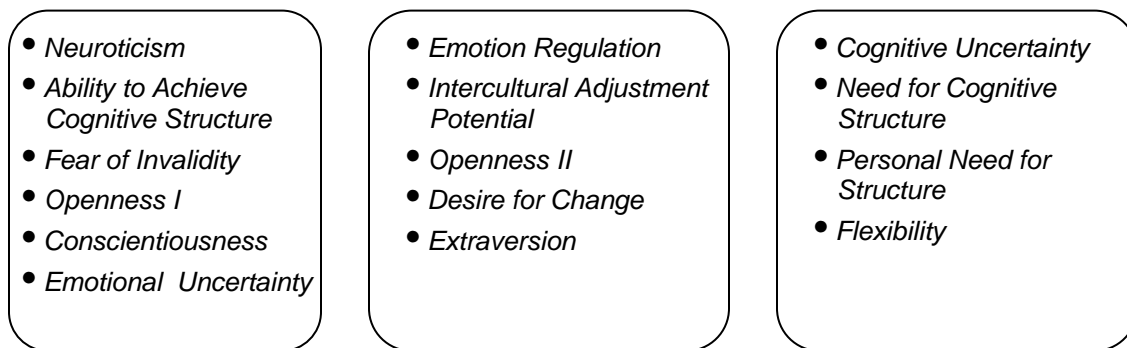 • Neuroticism
• Ability to Achieve
Cognitive Structure
• Fear of Invalidity
• Openness I
• Conscientiousness
• Emotional  Uncertainty
• Emotion Regulation
• Intercultural Adjustment
Potential
• Openness II
• Desire for Change
• Extraversion
• Cognitive Uncertainty
• Need for Cognitive
Structure
• Personal Need for
Structure
• Flexibility